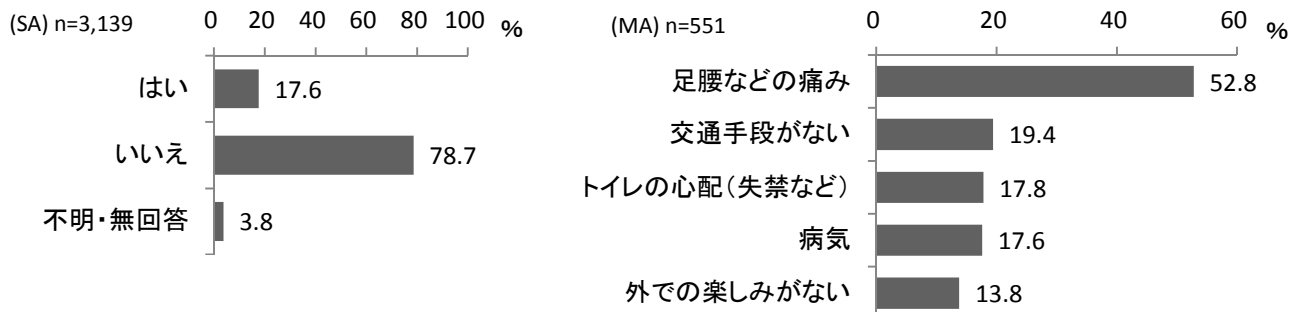 (SA) n=3,139
0 20 40 60 80 100 %
はい 17.6
いいえ 78.7
不明・無回答 3.8
(MA) n=551
0 20 40 60 %
足腰などの痛み 52.8
交通手段がない 19.4
トイレの心配(失禁など) 17.8
病気 17.6
外での楽しみがない 13.8